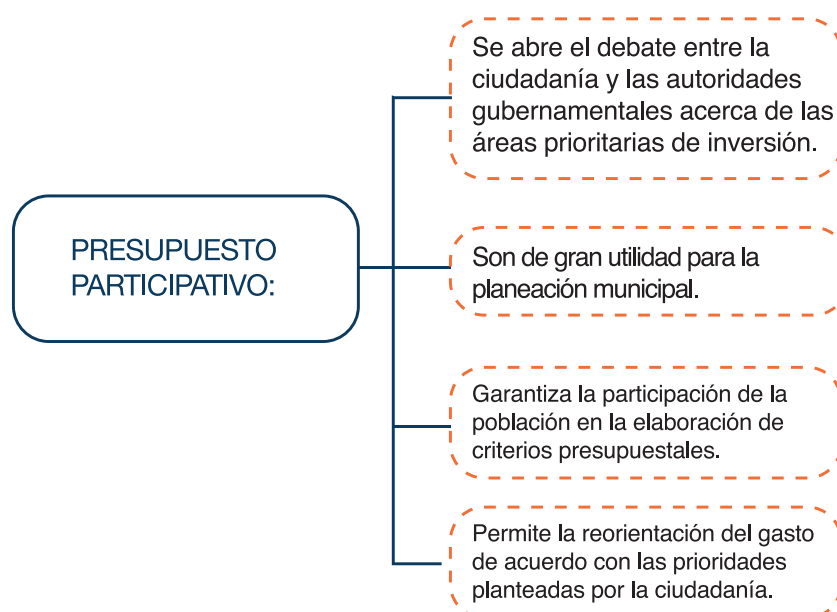 PRESUPUESTO
PARTICIPATIVO:
Se abre el debate entre la
ciudadanía y las autoridades
gubernamentales acerca de las
áreas prioritarias de inversión.
Son de gran utilidad para la
planeación municipal.
Garantiza la participación de la
población en la elaboración de
criterios presupuestales.
Permite la reorientación del gasto
de acuerdo con las prioridades
planteadas por la ciudadanía.